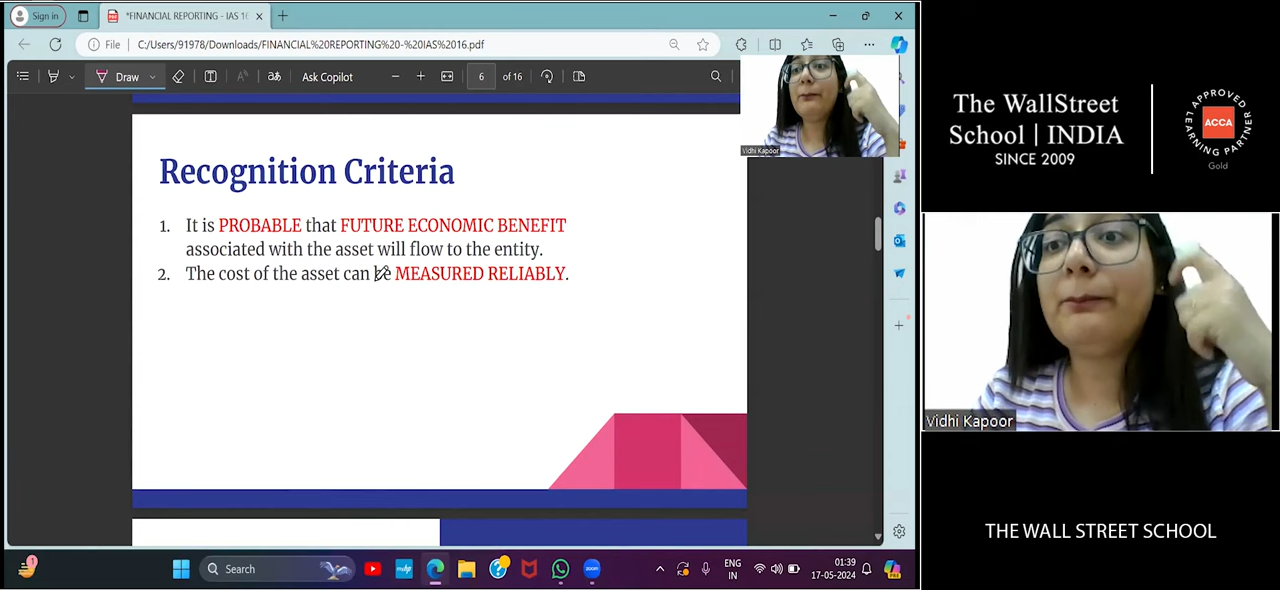 Sign in
*FINANCIAL REPORTING - IAS 16
File
C:/Users/91978/Downloads/FINANCIAL%20REPORTING%20-%20IAS%2016.pdf
Draw
Ask Copilot
6
of 16
Vidhi Kapoor
Recognition Criteria
1. It is PROBABLE that FUTURE ECONOMIC BENEFIT
associated with the asset will flow to the entity.
2. The cost of the asset can be MEASURED RELIABLY.
Search
ENG
IN
01:39
17-05-2024
The WallStreet
School | INDIA
SINCE 2009
APPROVED
LEARNING PARTNER
ACCA
Gold
Vidhi Kapoor
THE WALL STREET SCHOOL